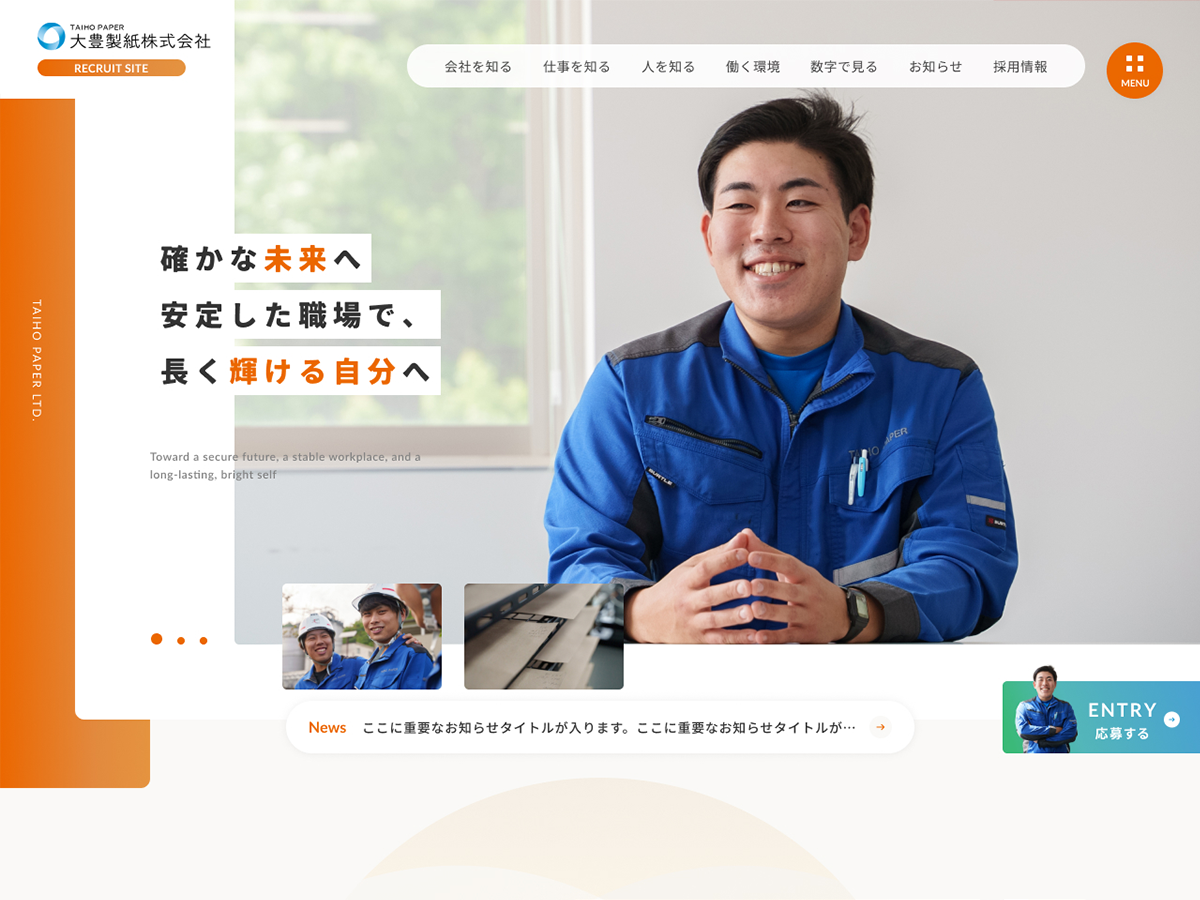 TAIHO PAPER
大豊製紙株式会社
RECRUIT SITE
会社を知る
仕事を知る
人を知る
働く環境
数字で見る
お知らせ
採用情報
MENU
TAIHO PAPER LTD.
確かな未来へ
安定した職場で、
長く輝ける自分へ
Toward a secure future, a stable workplace, and a
long-lasting, bright self
TAIHO PAPER
BURTLE
News
ここに重要なお知らせタイトルが入ります。ここに重要なお知らせタイトルが…
ENTRY
応募する